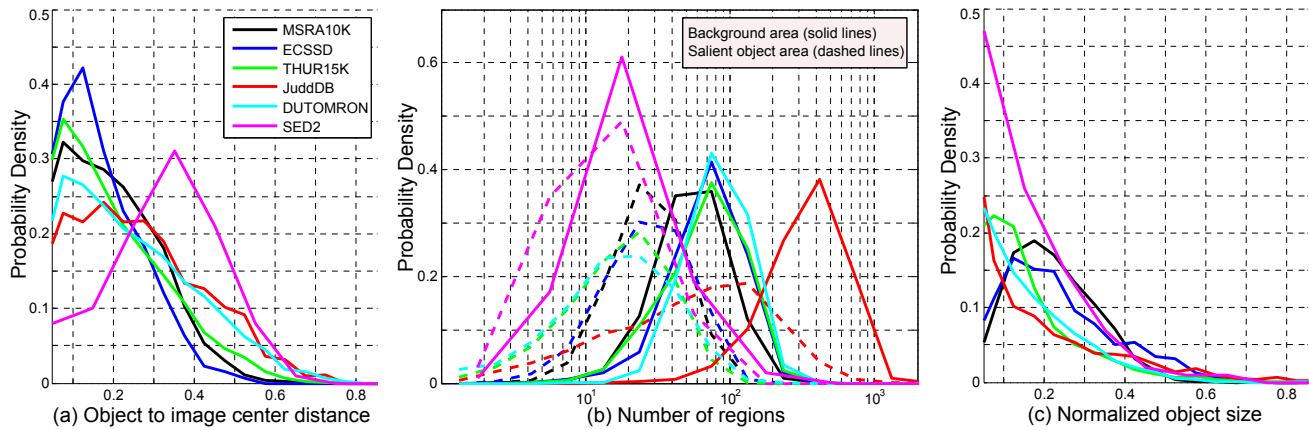 0.5
0.4
0.3
0.2
0.1
0
0.2
0.4
0.6
0.8
Probability Density
MSRA10K
ECSSD
THUR15K
JuddDB
DUTOMRON
SED2
(a) Object to image center distance
0.6
0.4
0.2
0
10¹
10²
10³
Probability Density
Background area (solid lines)
Salient object area (dashed lines)
(b) Number of regions
0.5
0.4
0.3
0.2
0.1
0
0.2
0.4
0.6
0.8
Probability Density
(c) Normalized object size